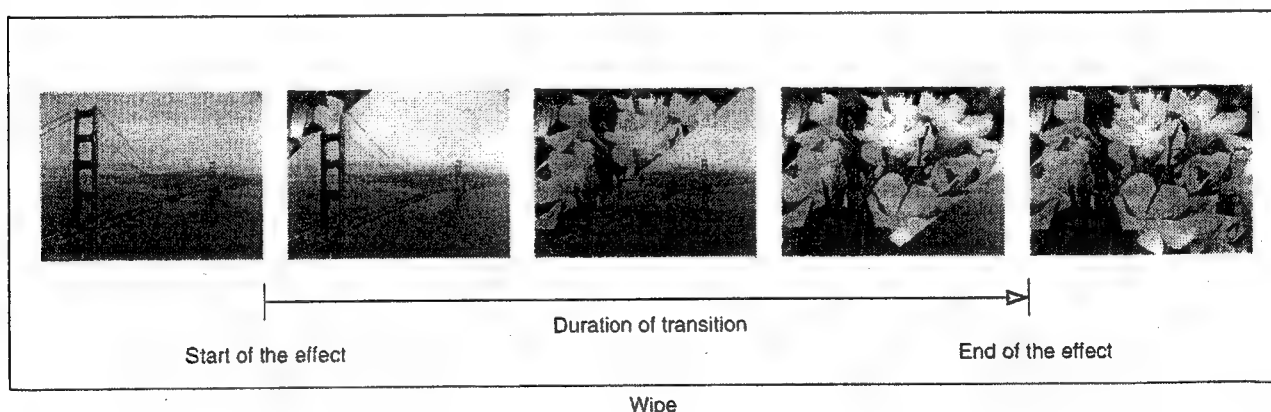 Duration of transition
Start of the effect
End of the effect
Wipe